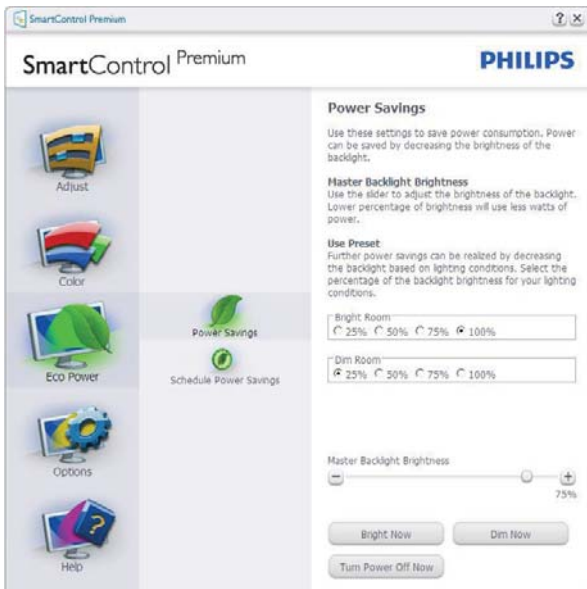 SmartControl Premium
SmartControl Premium
PHILIPS
Adjust
Color
Eco Power
Options
Help
Power Savings
Schedule Power Savings
Power Savings
Use these settings to save power consumption. Power
can be saved by decreasing the brightness of the
backlight.
Master Backlight Brightness
Use the slider to adjust the brightness of the backlight.
Lower percentage of brightness will use less watts of
power.
Use Preset
Further power savings can be realized by decreasing
the backlight based on lighting conditions. Select the
percentage of the backlight brightness for your lighting
conditions.
Bright Room
25% 50% 75% 100%
Dim Room
25% 50% 75% 100%
Master Backlight Brightness
75%
Bright Now Dim Now
Turn Power Off Now